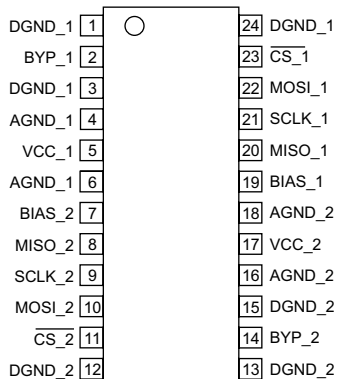 DGND_1 1 24 DGND_1
BYP_1 2 23 CS_1
DGND_1 3 22 MOSI_1
AGND_1 4 21 SCLK_1
VCC_1 5 20 MISO_1
AGND_1 6 19 BIAS_1
BIAS_2 7 18 AGND_2
MISO_2 8 17 VCC_2
SCLK_2 9 16 AGND_2
MOSI_2 10 15 DGND_2
CS_2 11 14 BYP_2
DGND_2 12 13 DGND_2